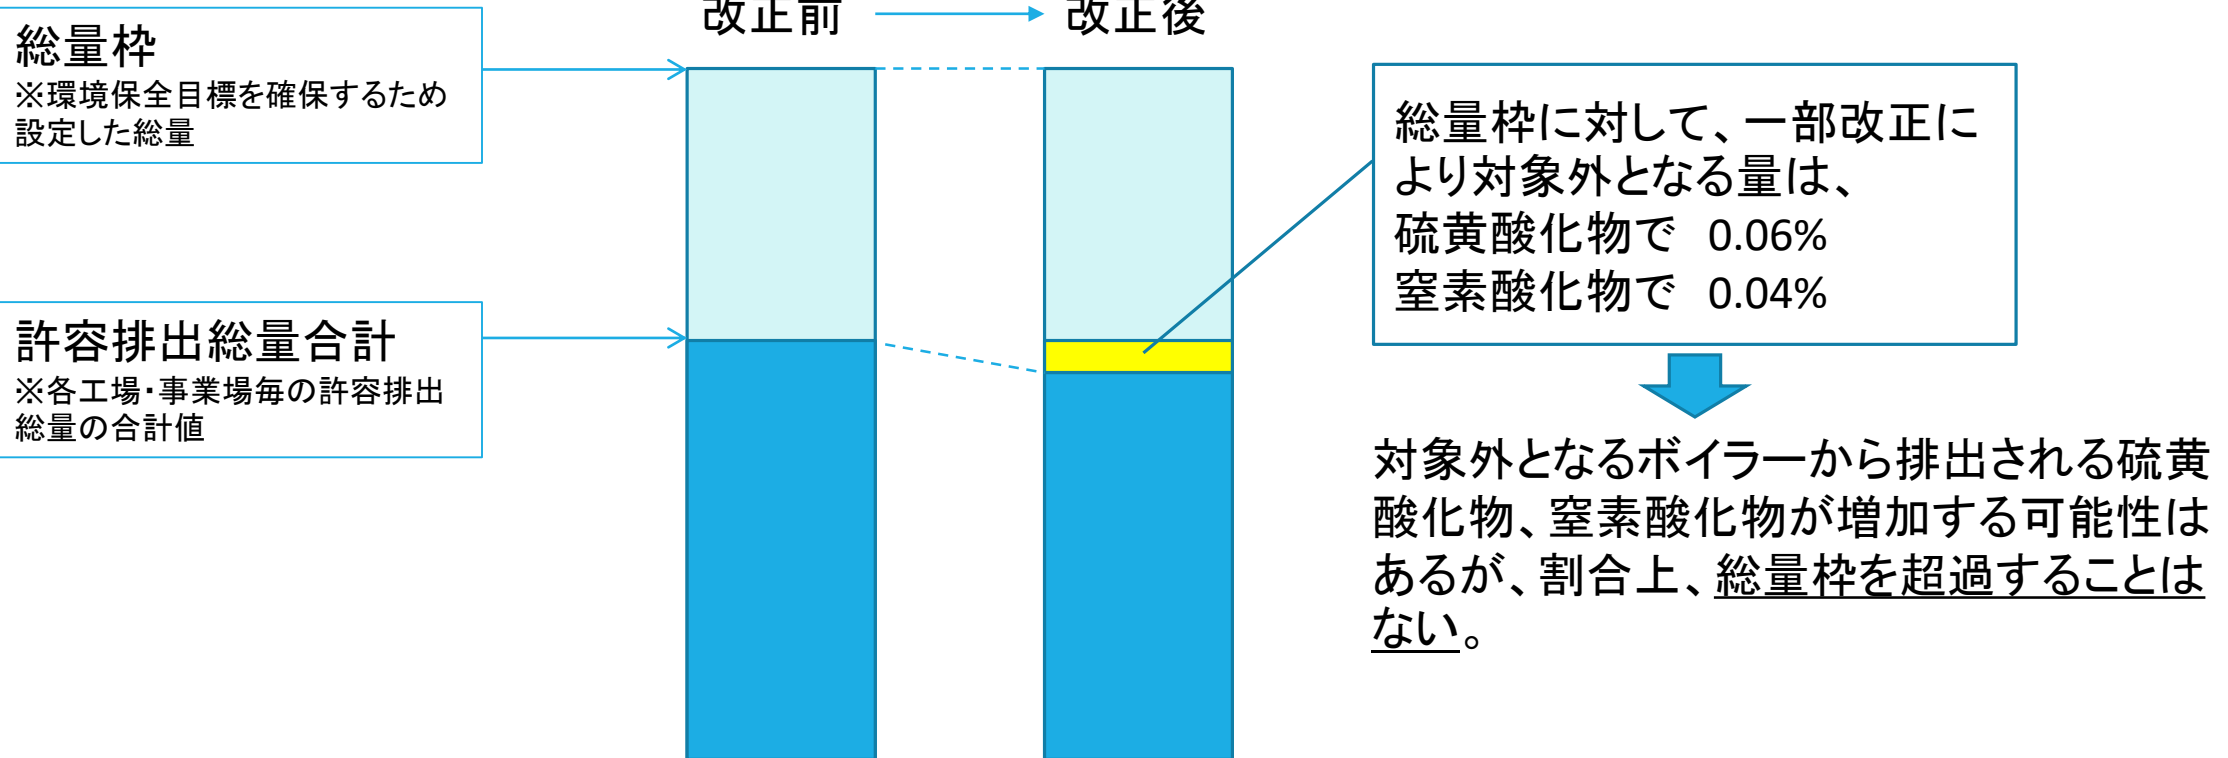 改正前
改正後
総量枠
※環境保全目標を確保するため
設定した総量
許容排出総量合計
※各工場・事業場毎の許容排出
総量の合計値
総量枠に対して、一部改正に
より対象外となる量は、
硫黄酸化物で　0.06%
窒素酸化物で　0.04%
対象外となるボイラーから排出される硫黄
酸化物、窒素酸化物が増加する可能性は
あるが、割合上、総量枠を超過することは
ない。